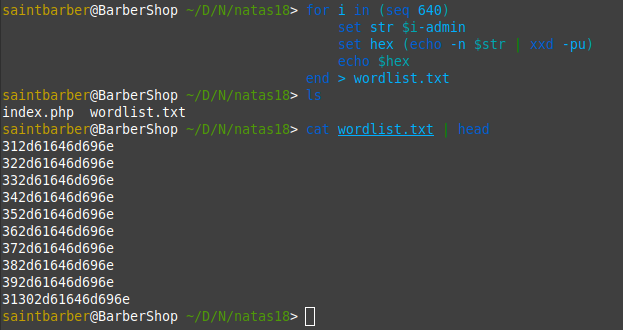 saintbarber@BarberShop ~/D/N/natas18> for i in (seq 640)
set str $i-admin
set hex (echo -n $str | xxd -pu)
echo $hex
end > wordlist.txt
saintbarber@BarberShop ~/D/N/natas18> ls
index.php  wordlist.txt
saintbarber@BarberShop ~/D/N/natas18> cat wordlist.txt | head
312d61646d696e
322d61646d696e
332d61646d696e
342d61646d696e
352d61646d696e
362d61646d696e
372d61646d696e
382d61646d696e
392d61646d696e
31302d61646d696e
saintbarber@BarberShop ~/D/N/natas18>